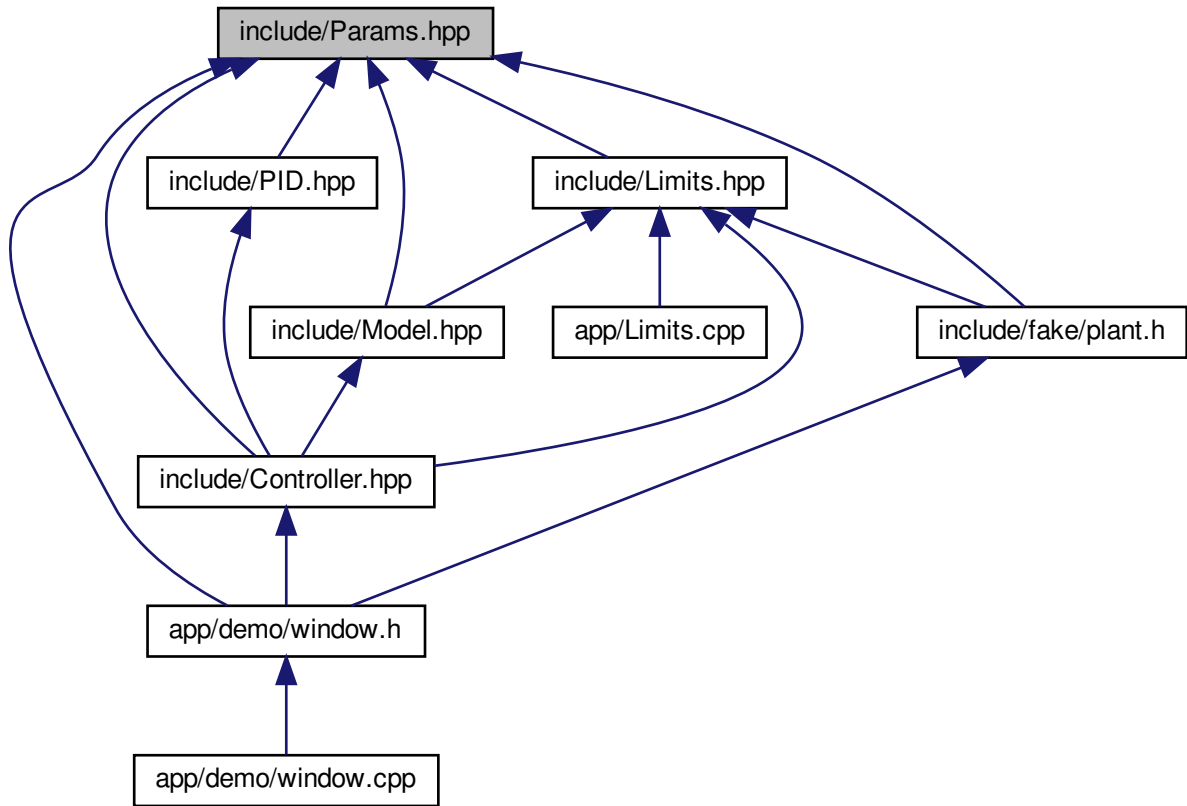 include/Params.hpp
include/PID.hpp
include/Limits.hpp
include/Model.hpp
app/Limits.cpp
include/fake/plant.h
include/Controller.hpp
app/demo/window.h
app/demo/window.cpp